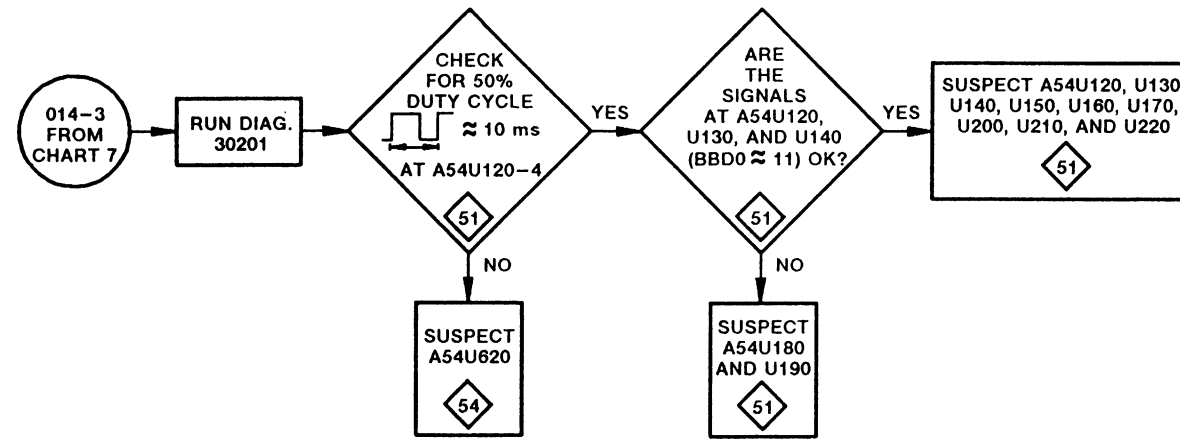 014-3
FROM
CHART 7
RUN DIAG.
30201
CHECK
FOR 50%
DUTY CYCLE
≈ 10 ms
AT A54U120-4
51
YES
NO
SUSPECT
A54U620
54
ARE
THE
SIGNALS
AT A54U120,
U130, AND U140
(BBD0 ≈ 11) OK?
51
YES
NO
SUSPECT
A54U180
AND U190
51
SUSPECT A54U120, U130
U140, U150, U160, U170,
U200, U210, AND U220
51